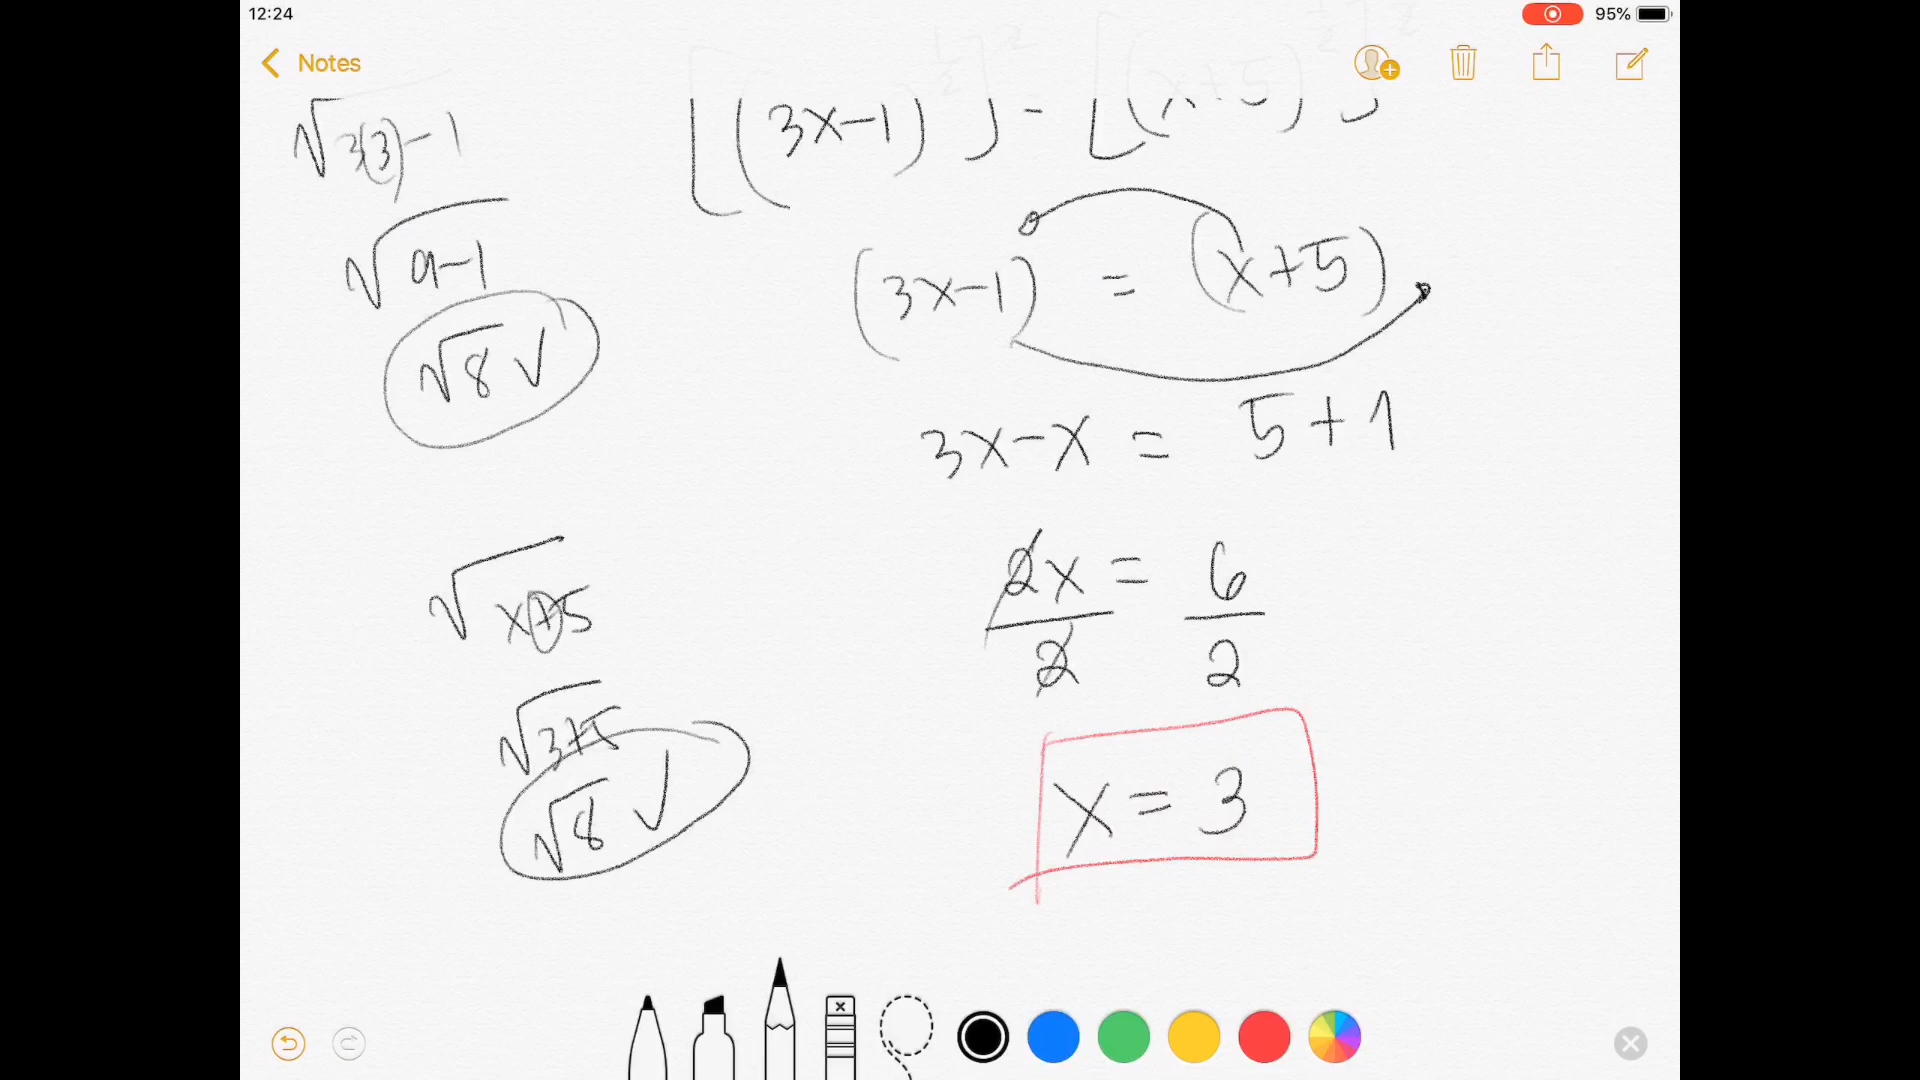 12:24
95%
Notes
√3(3)-1
[(3x-1)] = [(x+5)]
√9-1
(3x-1) = (x+5)
√8 ✓
3x-x = 5+1
√x+5
2x/2 = 6/2
√3+5
√8 ✓
x = 3